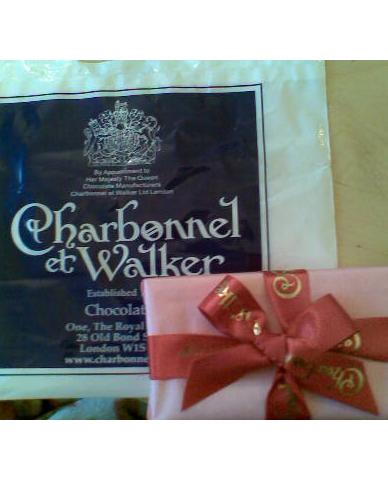 By Appointment to
Her Majesty The Queen
Chocolate Manufacturers
Charbonnel et Walker Ltd London
Charbonnel
et Walker
Established
Chocolat
One, The Royal
28 Old Bond S
London W1S
www.charbonne